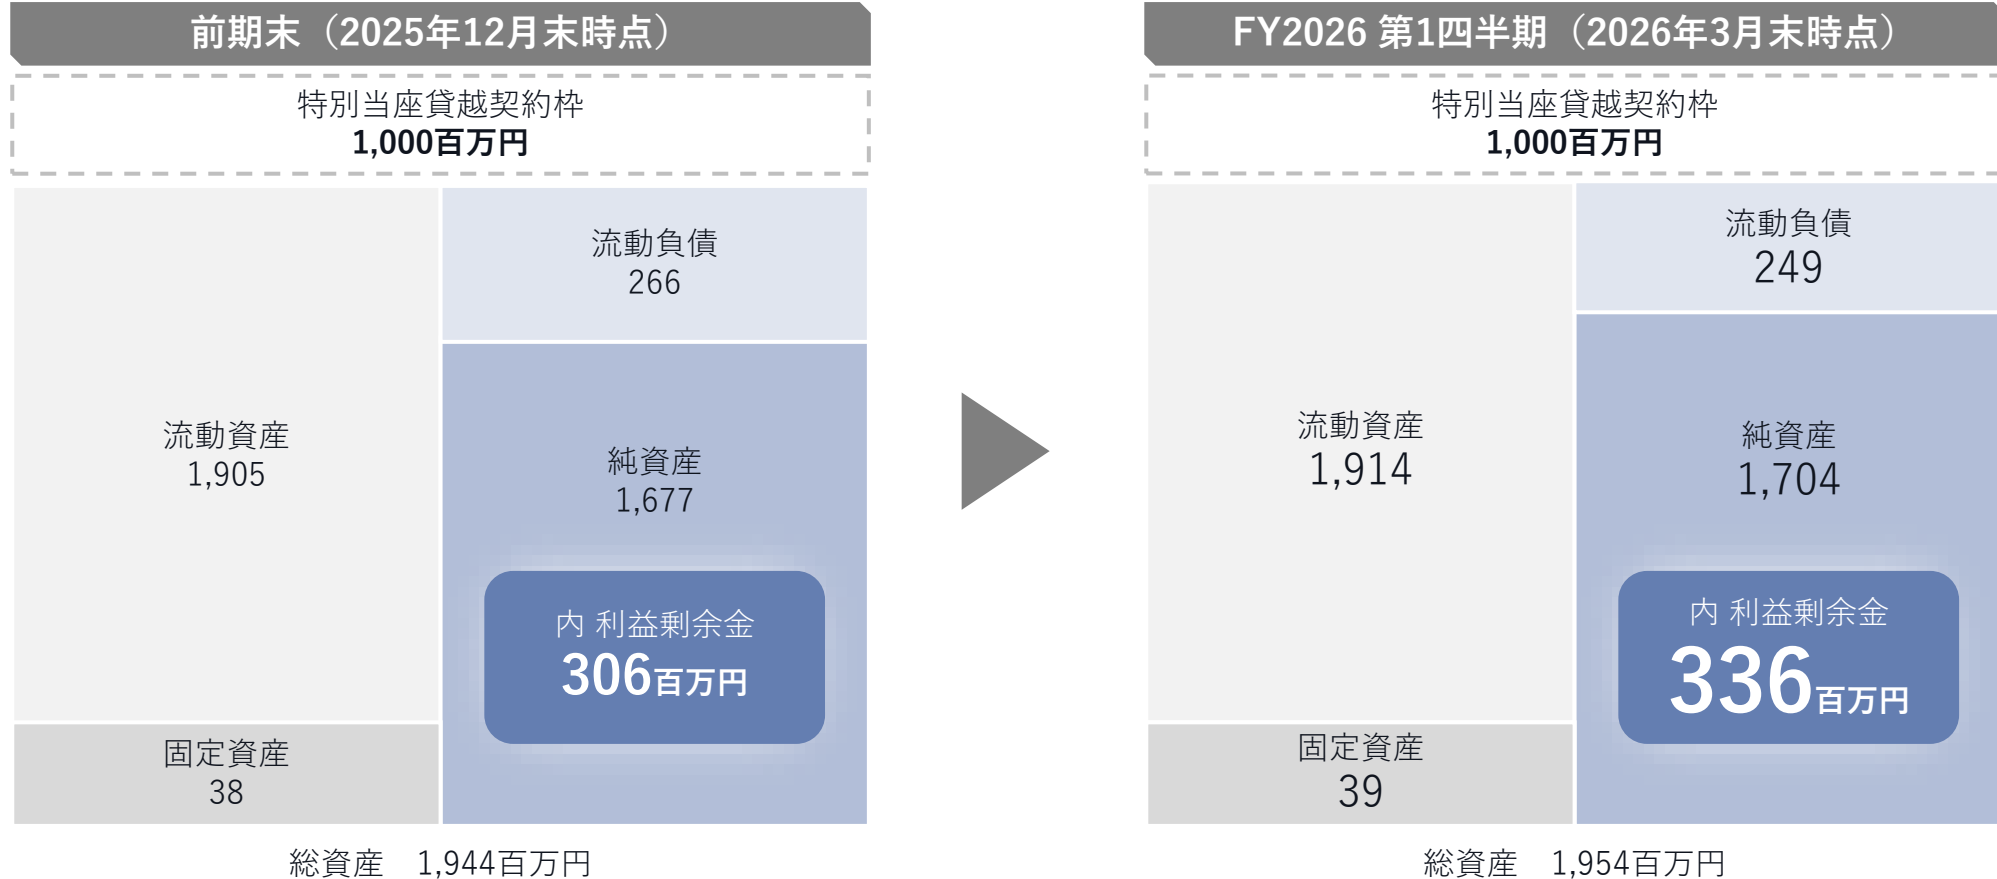 前期末（2025年12月末時点）
特別当座貸越契約枠
1,000百万円
流動資産
1,905
固定資産
38
流動負債
266
純資産
1,677
内 利益剰余金
306百万円
総資産　1,944百万円
FY2026 第1四半期（2026年3月末時点）
特別当座貸越契約枠
1,000百万円
流動資産
1,914
固定資産
39
流動負債
249
純資産
1,704
内 利益剰余金
336百万円
総資産　1,954百万円